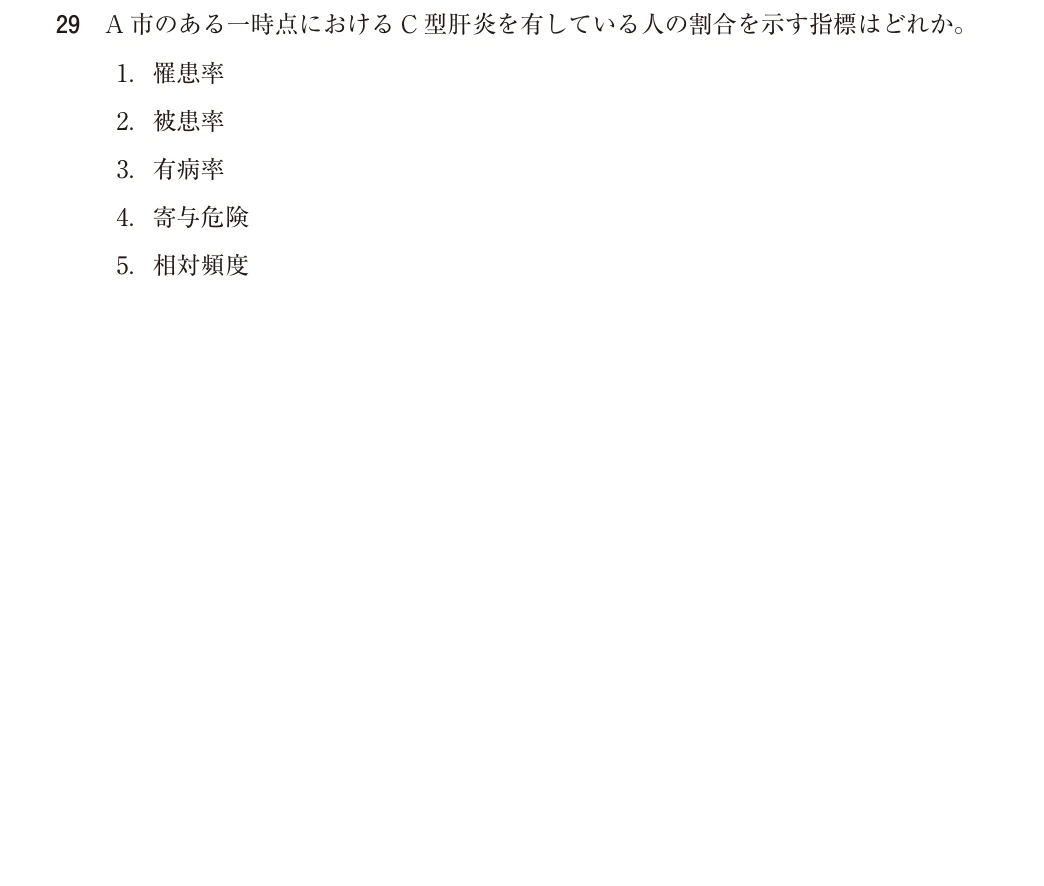 29 A 市のある一時点における C 型肝炎を有している人の割合を示す指標はどれか。
1. 罹患率
2. 被患率
3. 有病率
4. 寄与危険
5. 相対頻度